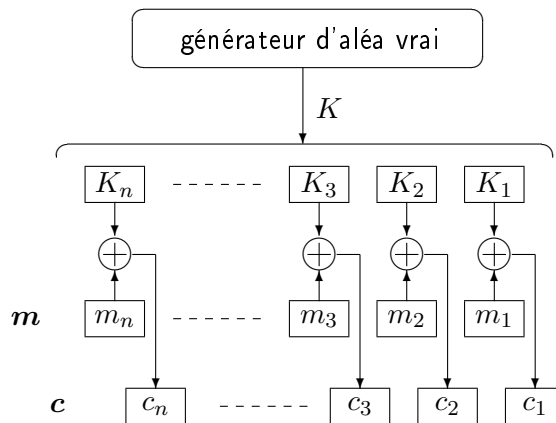 générateur d'aléa vrai
K
K_n ------ K_3 K_2 K_1
m m_n ------ m_3 m_2 m_1
c c_n ------ c_3 c_2 c_1